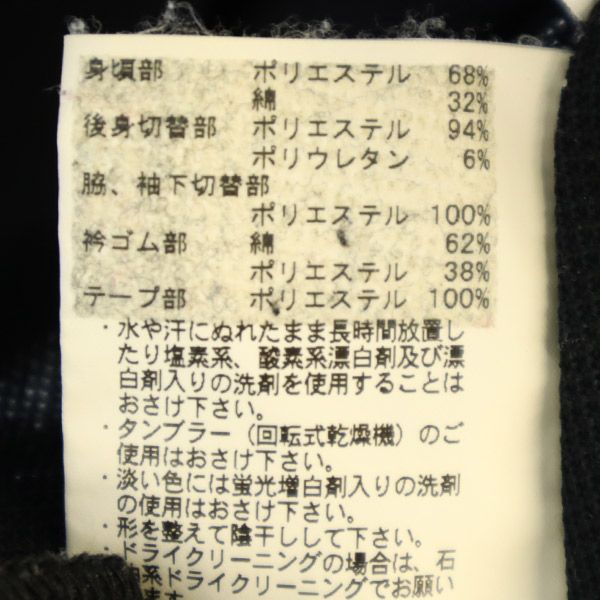 身頃部 ポリエステル 68%
綿 32%
後身切替部 ポリエステル 94%
ポリウレタン 6%
脇、袖下切替部
ポリエステル 100%
衿ゴム部 綿 62%
ポリエステル 38%
テープ部 ポリエステル 100%
・水や汗にぬれたまま長時間放置し
たり塩素系、酸素系漂白剤及び漂
白剤入りの洗剤を使用することは
おさけ下さい。
・タンブラー（回転式乾燥機）のご
使用はおさけ下さい。
・淡い色には蛍光増白剤入りの洗剤
の使用はおさけ下さい。
・形を整えて陰干しして下さい。
・ドライクリーニングの場合は、石
油系ドライクリーニングでお願い